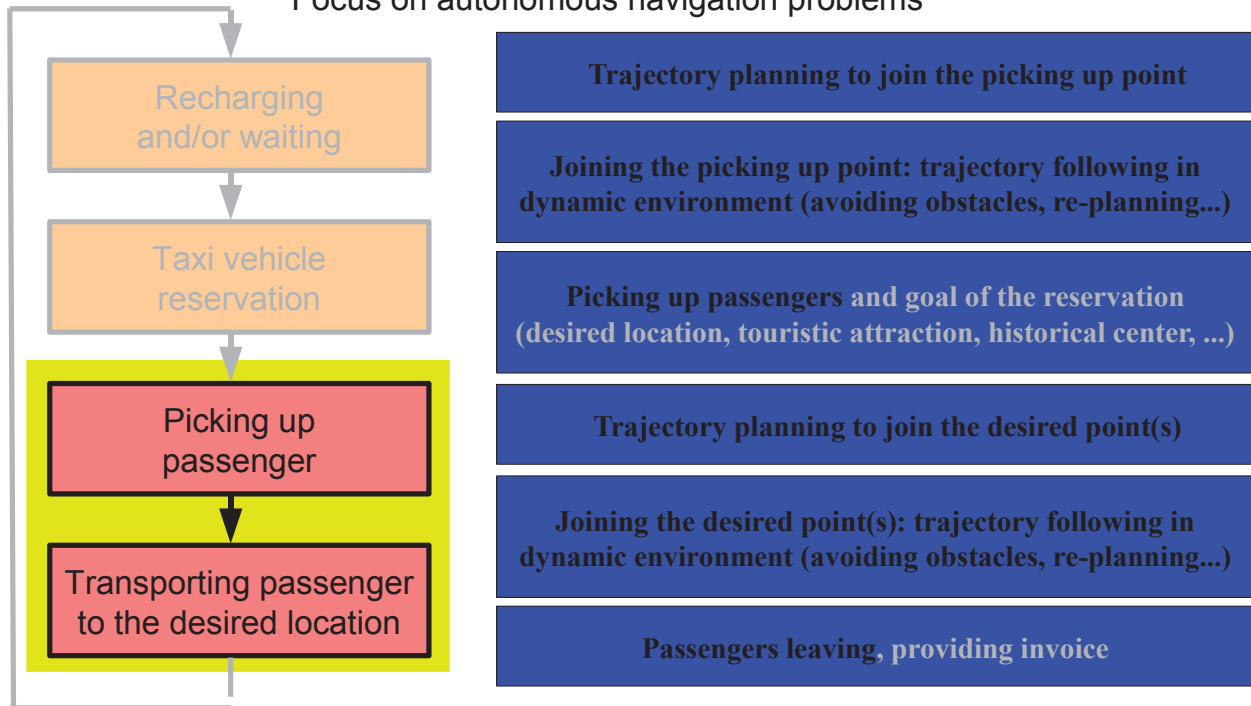 Focus on autonomous navigation problems
Recharging
and/or waiting
Taxi vehicle
reservation
Picking up
passenger
Transporting passenger
to the desired location
Trajectory planning to join the picking up point
Joining the picking up point: trajectory following in
dynamic environment (avoiding obstacles, re-planning...)
Picking up passengers and goal of the reservation
(desired location, touristic attraction, historical center, ...)
Trajectory planning to join the desired point(s)
Joining the desired point(s): trajectory following in
dynamic environment (avoiding obstacles, re-planning...)
Passengers leaving, providing invoice